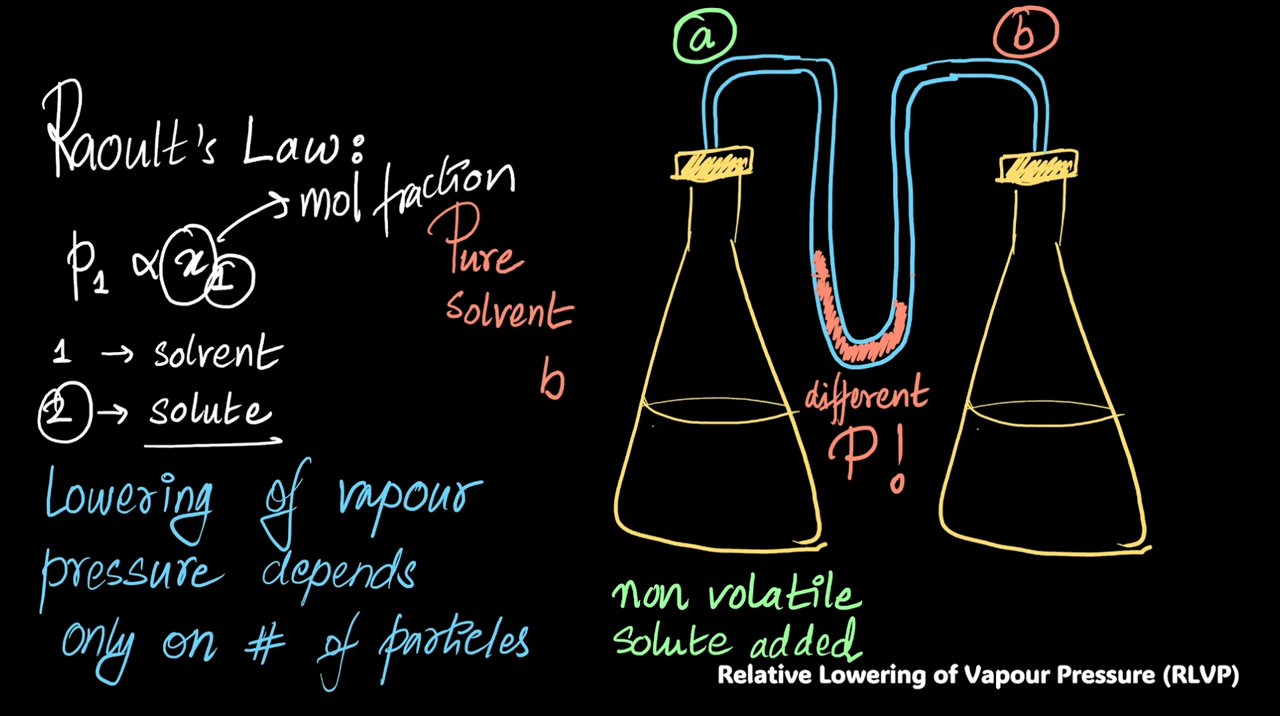 a
b
Raoult's Law:
mol fraction
p₁ ∝ x₁
Pure
solvent
b
1 → solvent
2 → solute
different
P!
Lowering of vapour
pressure depends
only on # of particles
non volatile
solute added
Relative Lowering of Vapour Pressure (RLVP)